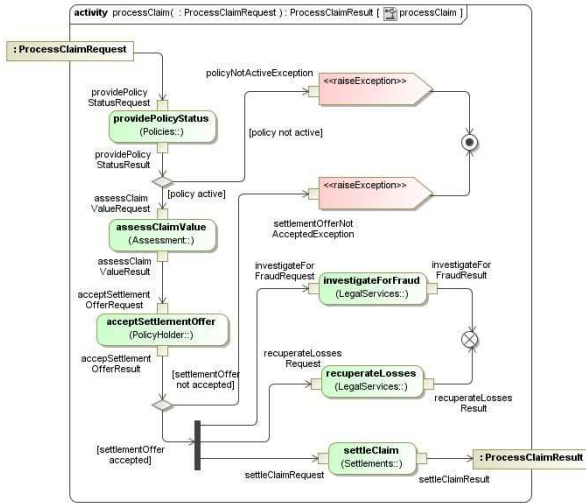 activity processClaim( : ProcessClaimRequest ) : ProcessClaimResult [ processClaim ]
: ProcessClaimRequest
providePolicy
StatusRequest
providePolicyStatus
(Policies::)
providePolicy
StatusResult
policyNotActiveException
<<raiseException>>
[policy not active]
[policy active]
<<raiseException>>
settlementOfferNot
AcceptedException
assessClaim
ValueRequest
assessClaimValue
(Assessment::)
assessClaim
ValueResult
acceptSettlement
OfferRequest
acceptSettlementOffer
(PolicyHolder::)
accepSettlement
OfferResult
[settlementOffer
not accepted]
[settlementOffer
accepted]
investigateFor
FraudRequest
investigateForFraud
(LegalServices::)
investigateFor
FraudResult
recuperateLosses
Request
recuperateLosses
(LegalServices::)
recuperateLosses
Result
settleClaimRequest
settleClaim
(Settlements::)
settleClaimResult
: ProcessClaimResult